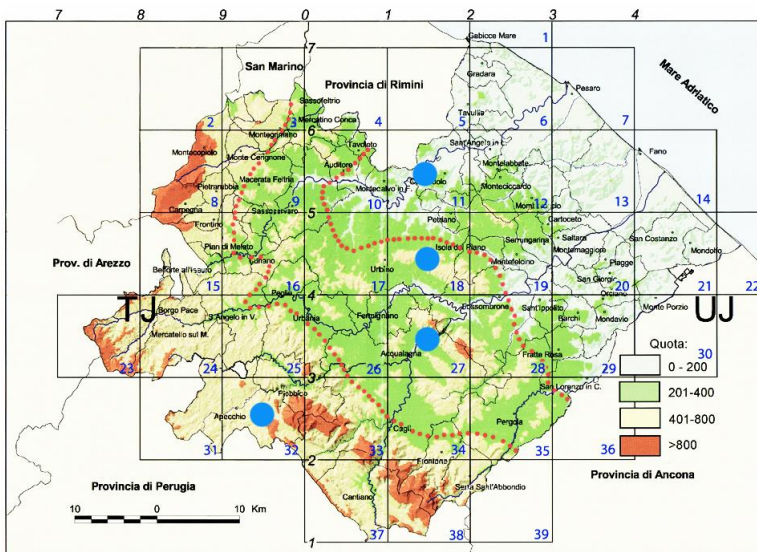 7 8 9 0 1 2 3 4
Gabicce Mare
7
1
San Marino
Gradara
Provincia di Rimini
Mare Adriatico
Sassofeltrio
Pesaro
Mercatino Conca
Tavullia
2 3 4 5 6 7
Montegrimano
6
Sant'Angelo in L.
Tavoleto
Fano
Montecopiolo
Monte Cerignone
Auditore
Montelabbate
Macerata Feltria
Pietrarubbia
Montecalvo in F.
Montecicardo
8 9 10 11 12 13 14
Carpegna
Sassocorvaro
5
Petriano
Frontino
Cartoceto
San Costanzo
Pian di Meleto
Isola del Piano
Serrungarina
Saltara
Montemaggiore
Mondolfo
Prov. di Arezzo
Lunano
Urbino
Montefelcino
Piagge
Belforte all'Isauro
San Giorgio
15 16 17 18 19 20 21 22
Peglio
4
Orciano
TJ
UJ
Borgo Pace
S.Angelo in V.
Urbania
Fermignano
Fossombrone
Sant'Ippolito
Monte Porzio
Mercatello sul M.
Barchi
Mondavio
Acqualagna
Fratte Rosa
Quota:
23 24 25 26 27 28 29 30
0 - 200
3
San Lorenzo in C.
201-400
Piobbico
Apecchio
401-800
Pergola
Cagli
>800
31 32 33 34 35 36
2
Frontone
Provincia di Ancona
Provincia di Perugia
Serra Sant'Abbondio
Cantiano
10 0 10 Km
37 38 39
1